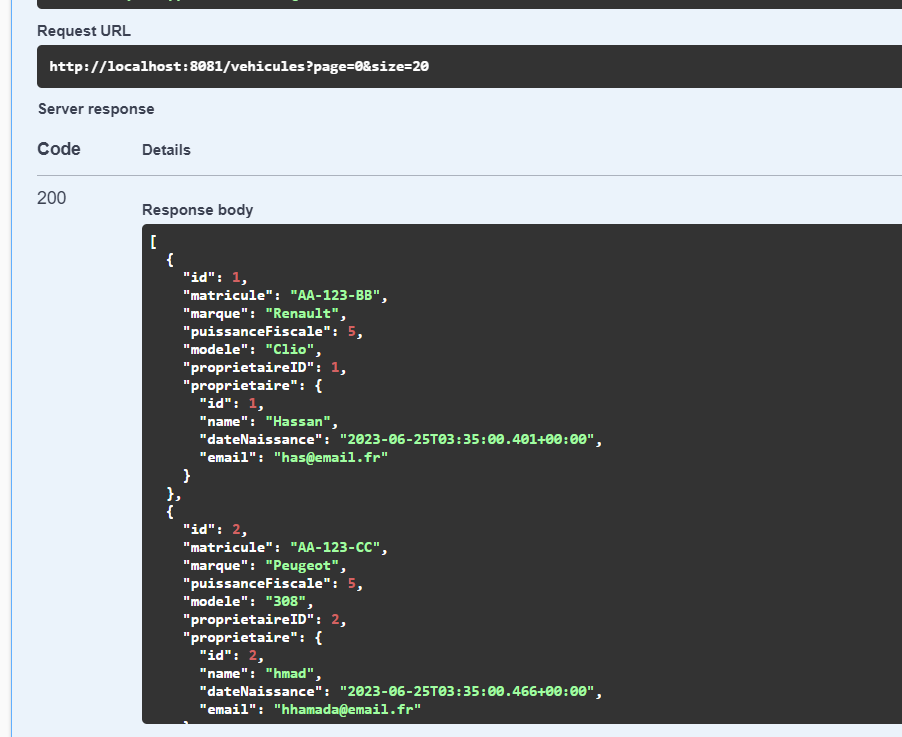 Request URL
http://localhost:8081/vehicules?page=0&size=20
Server response
Code Details
200
Response body
[
  {
    "id": 1,
    "matricule": "AA-123-BB",
    "marque": "Renault",
    "puissanceFiscale": 5,
    "modele": "Clio",
    "proprietaireID": 1,
    "proprietaire": {
      "id": 1,
      "name": "Hassan",
      "dateNaissance": "2023-06-25T03:35:00.401+00:00",
      "email": "has@email.fr"
    }
  },
  {
    "id": 2,
    "matricule": "AA-123-CC",
    "marque": "Peugeot",
    "puissanceFiscale": 5,
    "modele": "308",
    "proprietaireID": 2,
    "proprietaire": {
      "id": 2,
      "name": "hmad",
      "dateNaissance": "2023-06-25T03:35:00.466+00:00",
      "email": "hhamada@email.fr"